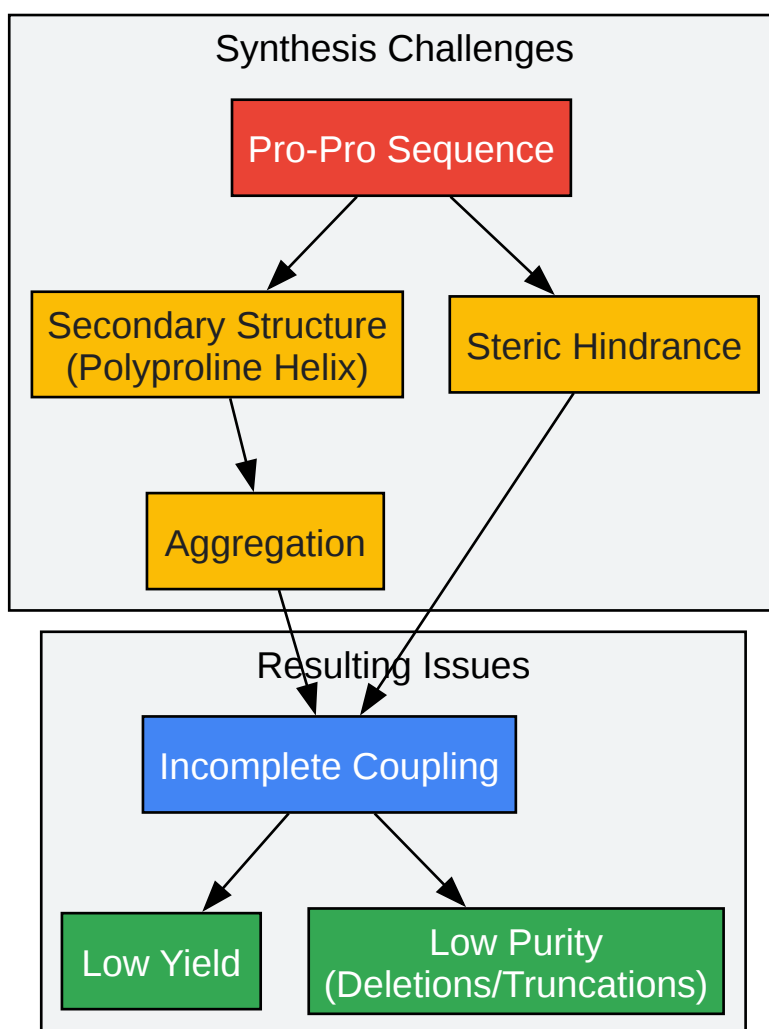 Synthesis Challenges
Pro-Pro Sequence
Secondary Structure
(Polyproline Helix)
Steric Hindrance
Aggregation
Resulting Issues
Incomplete Coupling
Low Yield
Low Purity
(Deletions/Truncations)